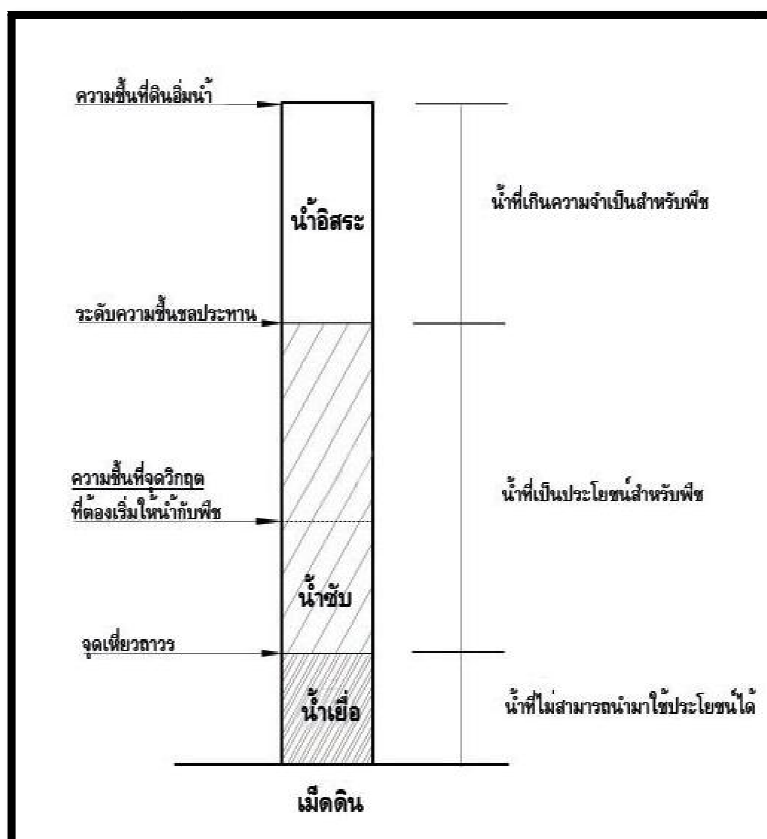 ความชื้นที่ดินอิ่มน้ำ
น้ำอิสระ
น้ำที่เกินความจำเป็นสำหรับพืช
ระดับความชื้นชลประทาน
ความชื้นที่จุดวิกฤต
ที่ต้องเริ่มให้น้ำกับพืช
น้ำที่เป็นประโยชน์สำหรับพืช
น้ำซับ
จุดเหี่ยวถาวร
น้ำเยื่อ
น้ำที่ไม่สามารถนำมาใช้ประโยชน์ได้
เม็ดดิน